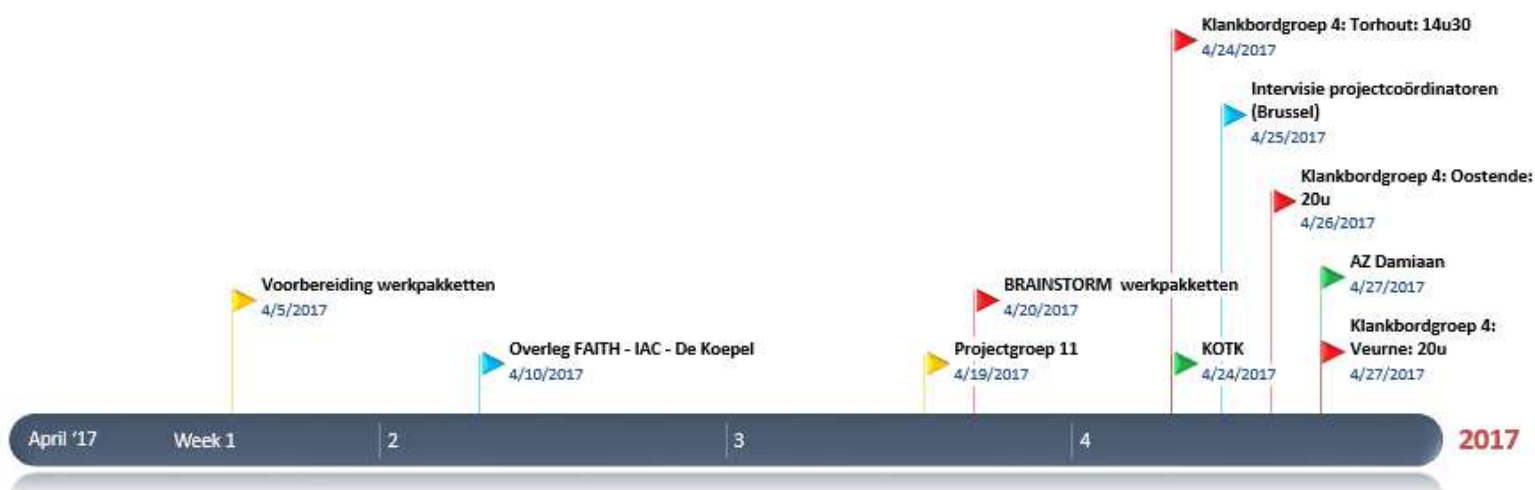 Klankbordgroep 4: Torhout: 14u30
4/24/2017
Intervisie projectcoördinatoren
(Brussel)
4/25/2017
Klankbordgroep 4: Oostende:
20u
4/26/2017
AZ Damiaan
4/27/2017
Voorbereiding werkpakketten
4/5/2017
BRAINSTORM werkpakketten
4/20/2017
Klankbordgroep 4:
Veurne: 20u
4/27/2017
Overleg FAITH - IAC - De Koepel
4/10/2017
Projectgroep 11
4/19/2017
KOTK
4/24/2017
April '17 Week 1 2 3 4 2017